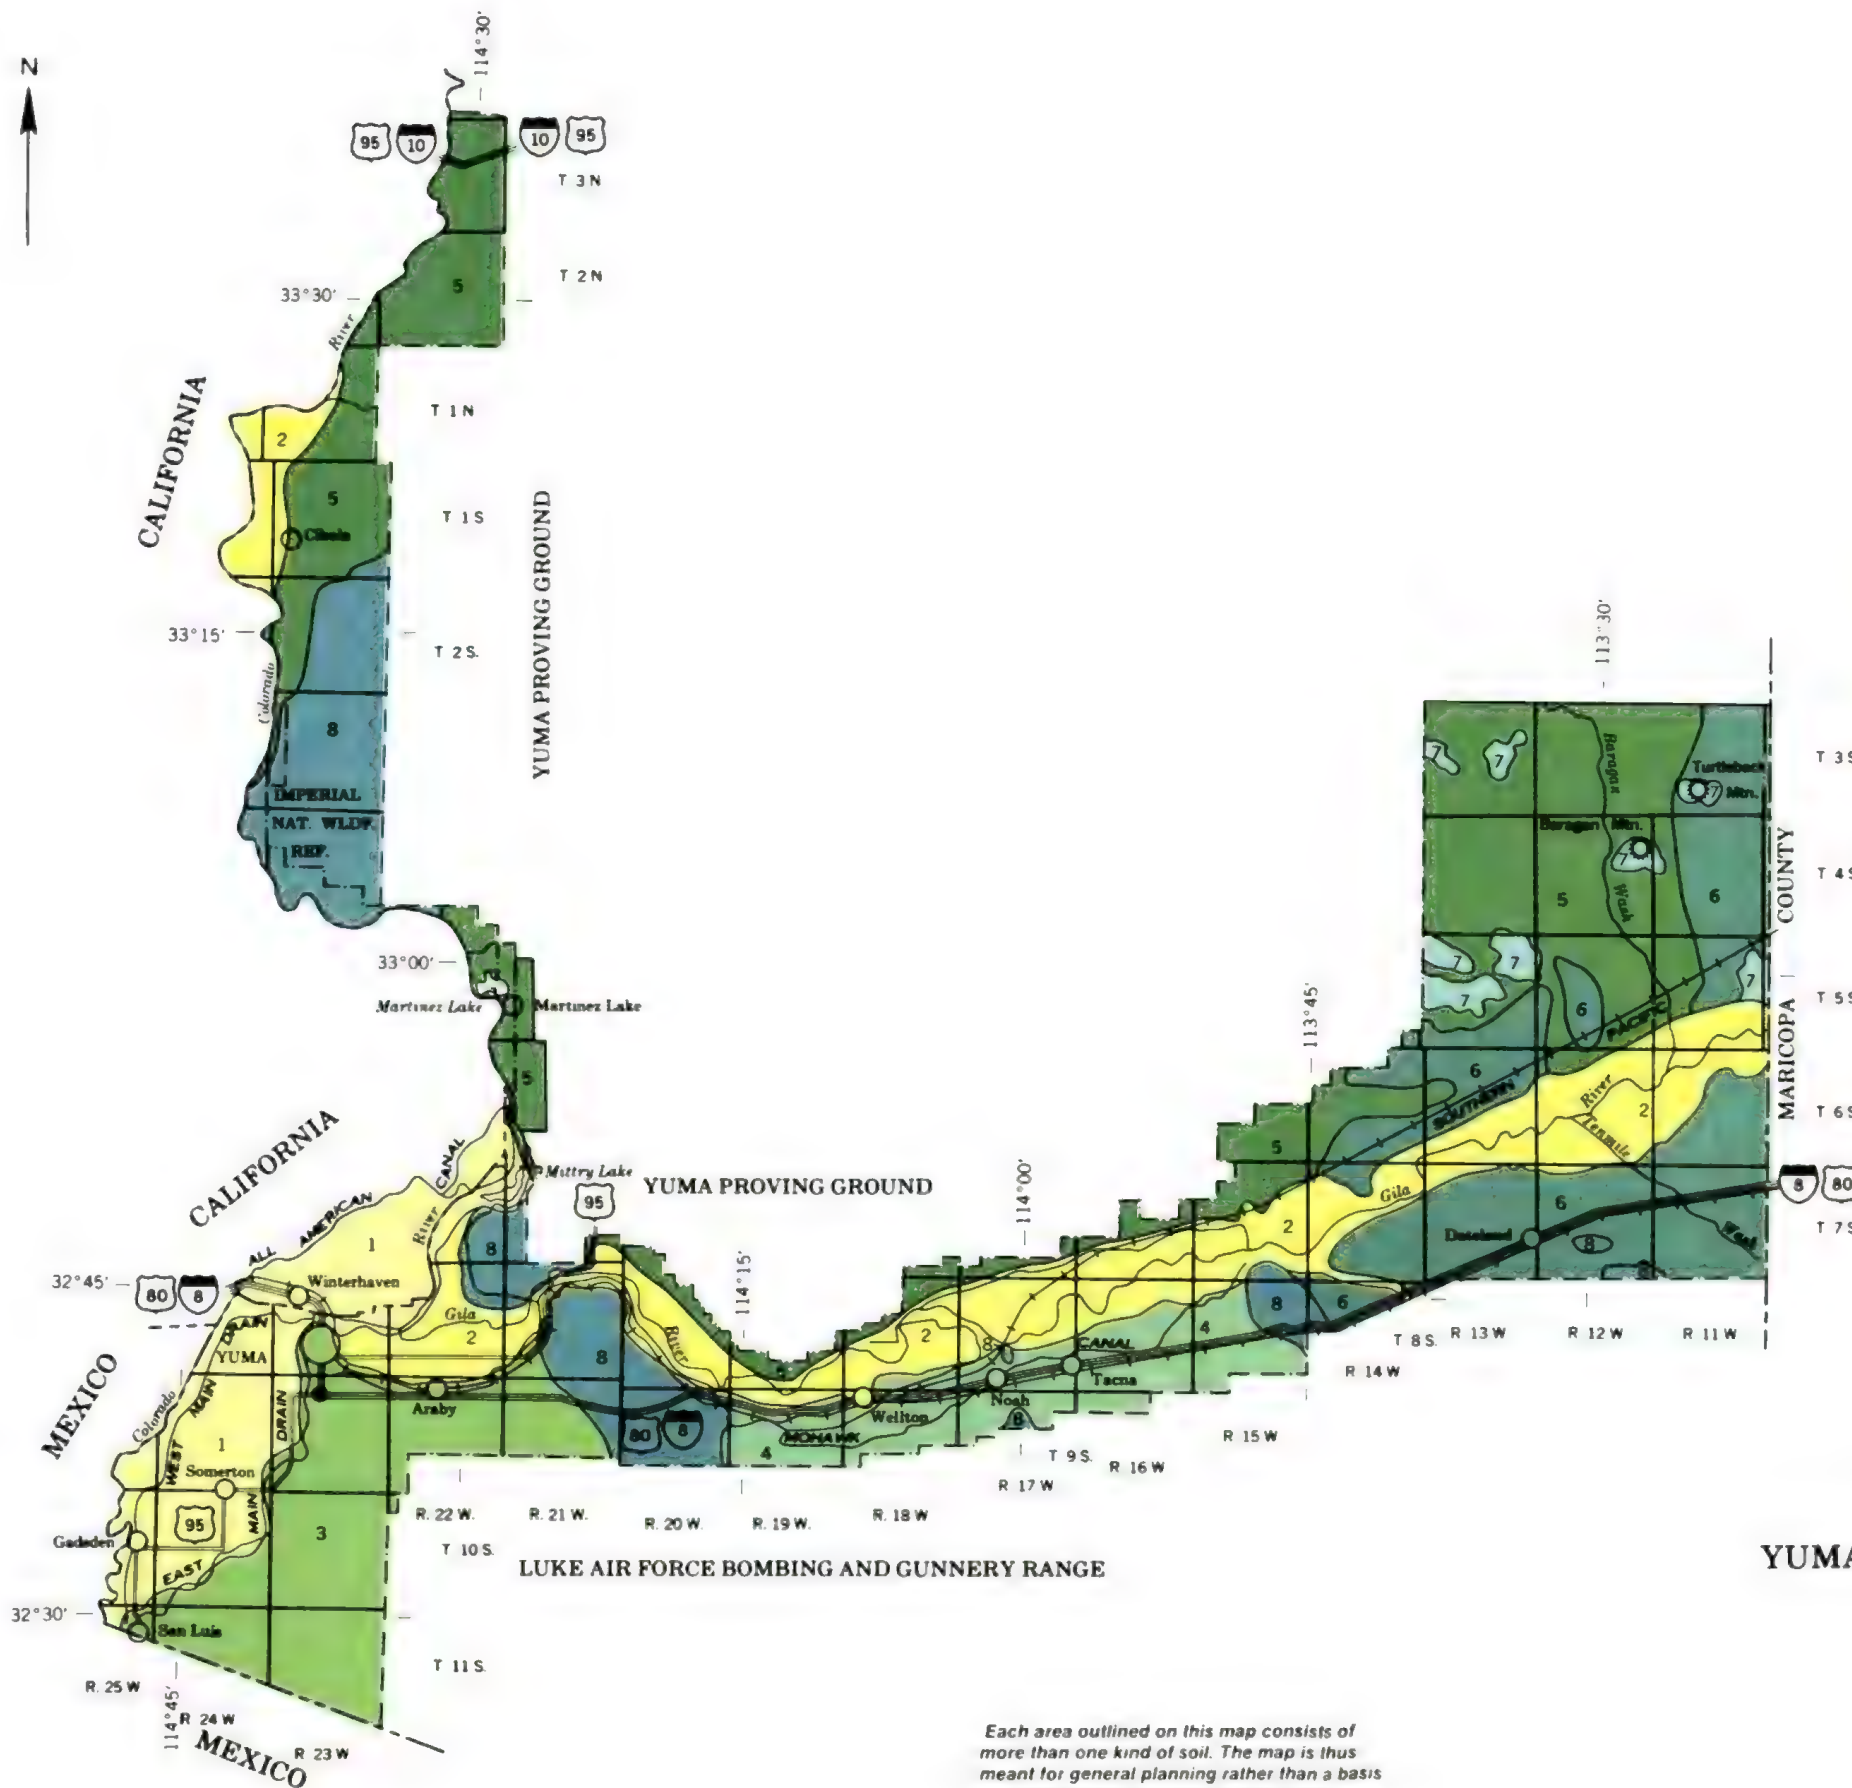 N
114°30'
95
10
10
95
T 3 N
T 2 N
5
33°30'
River
CALIFORNIA
T 1 N
2
5
T 1 S
Cibola
YUMA PROVING GROUND
33°15'
T 2 S.
Colorado
8
IMPERIAL
NAT. WLDF.
REF.
33°00'
Martinez Lake
Martinez Lake
5
CALIFORNIA
Mittry Lake
95
YUMA PROVING GROUND
ALL AMERICAN CANAL
River
1
8
32°45'
80
8
Winterhaven
Gila
2
YUMA
DRAIN
MAIN
WEST
MEXICO
Colorado
DRAIN
MAIN
EAST
1
Araby
Somerton
95
Gadsden
3
32°30'
San Luis
R. 25 W
114°45'
R 24 W
R 23 W
MEXICO
T 11 S.
T 10 S.
R. 22 W.
R. 21 W.
R. 20 W.
R. 19 W.
R. 18 W
R 17 W
T 9 S.
R 16 W
R 15 W
R 14 W
T 8 S.
R 13 W
R 12 W
R 11 W
8
River
80
8
4
MOHAWK
CANAL
114°15'
114°00'
113°45'
113°30'
Wellton
2
8
Noah
8
Tacna
4
8
6
2
Gila
5
6
SOUTHERN
PACIFIC
7
7
Baragan
Wash
Turtleback
Mtn.
7
Baragan Mtn.
7
5
6
7
7
7
7
6
River
2
Tenmile
Wash
6
Dateland
8
8
80
MARICOPA COUNTY
T 3 S
T 4 S
T 5 S
T 6 S
T 7 S
LUKE AIR FORCE BOMBING AND GUNNERY RANGE
YUMA
Each area outlined on this map consists of
more than one kind of soil. The map is thus
meant for general planning rather than a basis